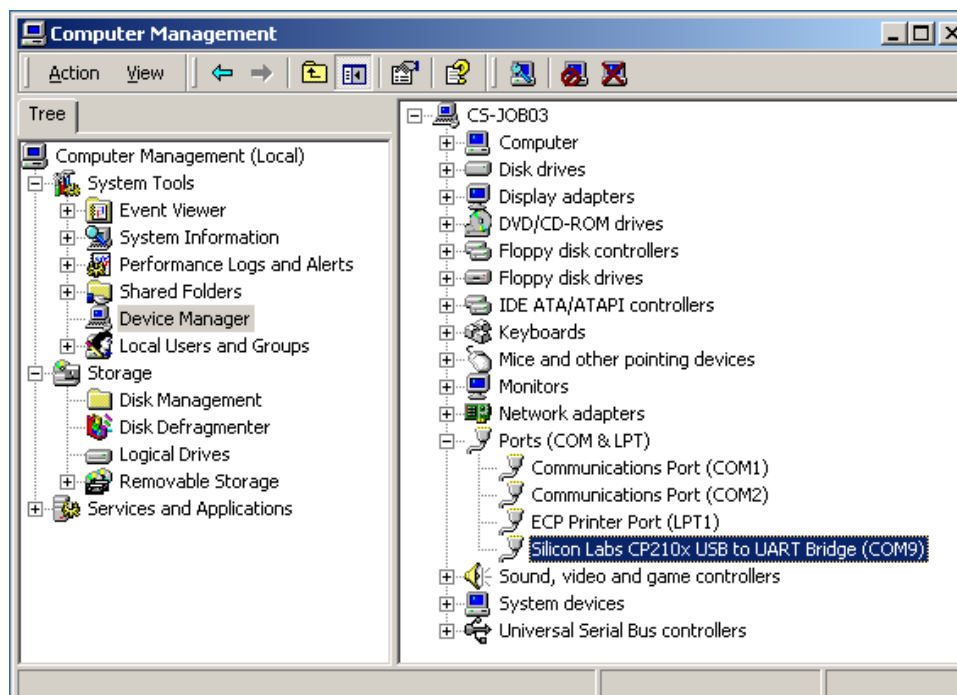 Computer Management
Action View
Tree
Computer Management (Local)
System Tools
Event Viewer
System Information
Performance Logs and Alerts
Shared Folders
Device Manager
Local Users and Groups
Storage
Disk Management
Disk Defragmenter
Logical Drives
Removable Storage
Services and Applications
CS-JOB03
Computer
Disk drives
Display adapters
DVD/CD-ROM drives
Floppy disk controllers
Floppy disk drives
IDE ATA/ATAPI controllers
Keyboards
Mice and other pointing devices
Monitors
Network adapters
Ports (COM & LPT)
Communications Port (COM1)
Communications Port (COM2)
ECP Printer Port (LPT1)
Silicon Labs CP210x USB to UART Bridge (COM9)
Sound, video and game controllers
System devices
Universal Serial Bus controllers